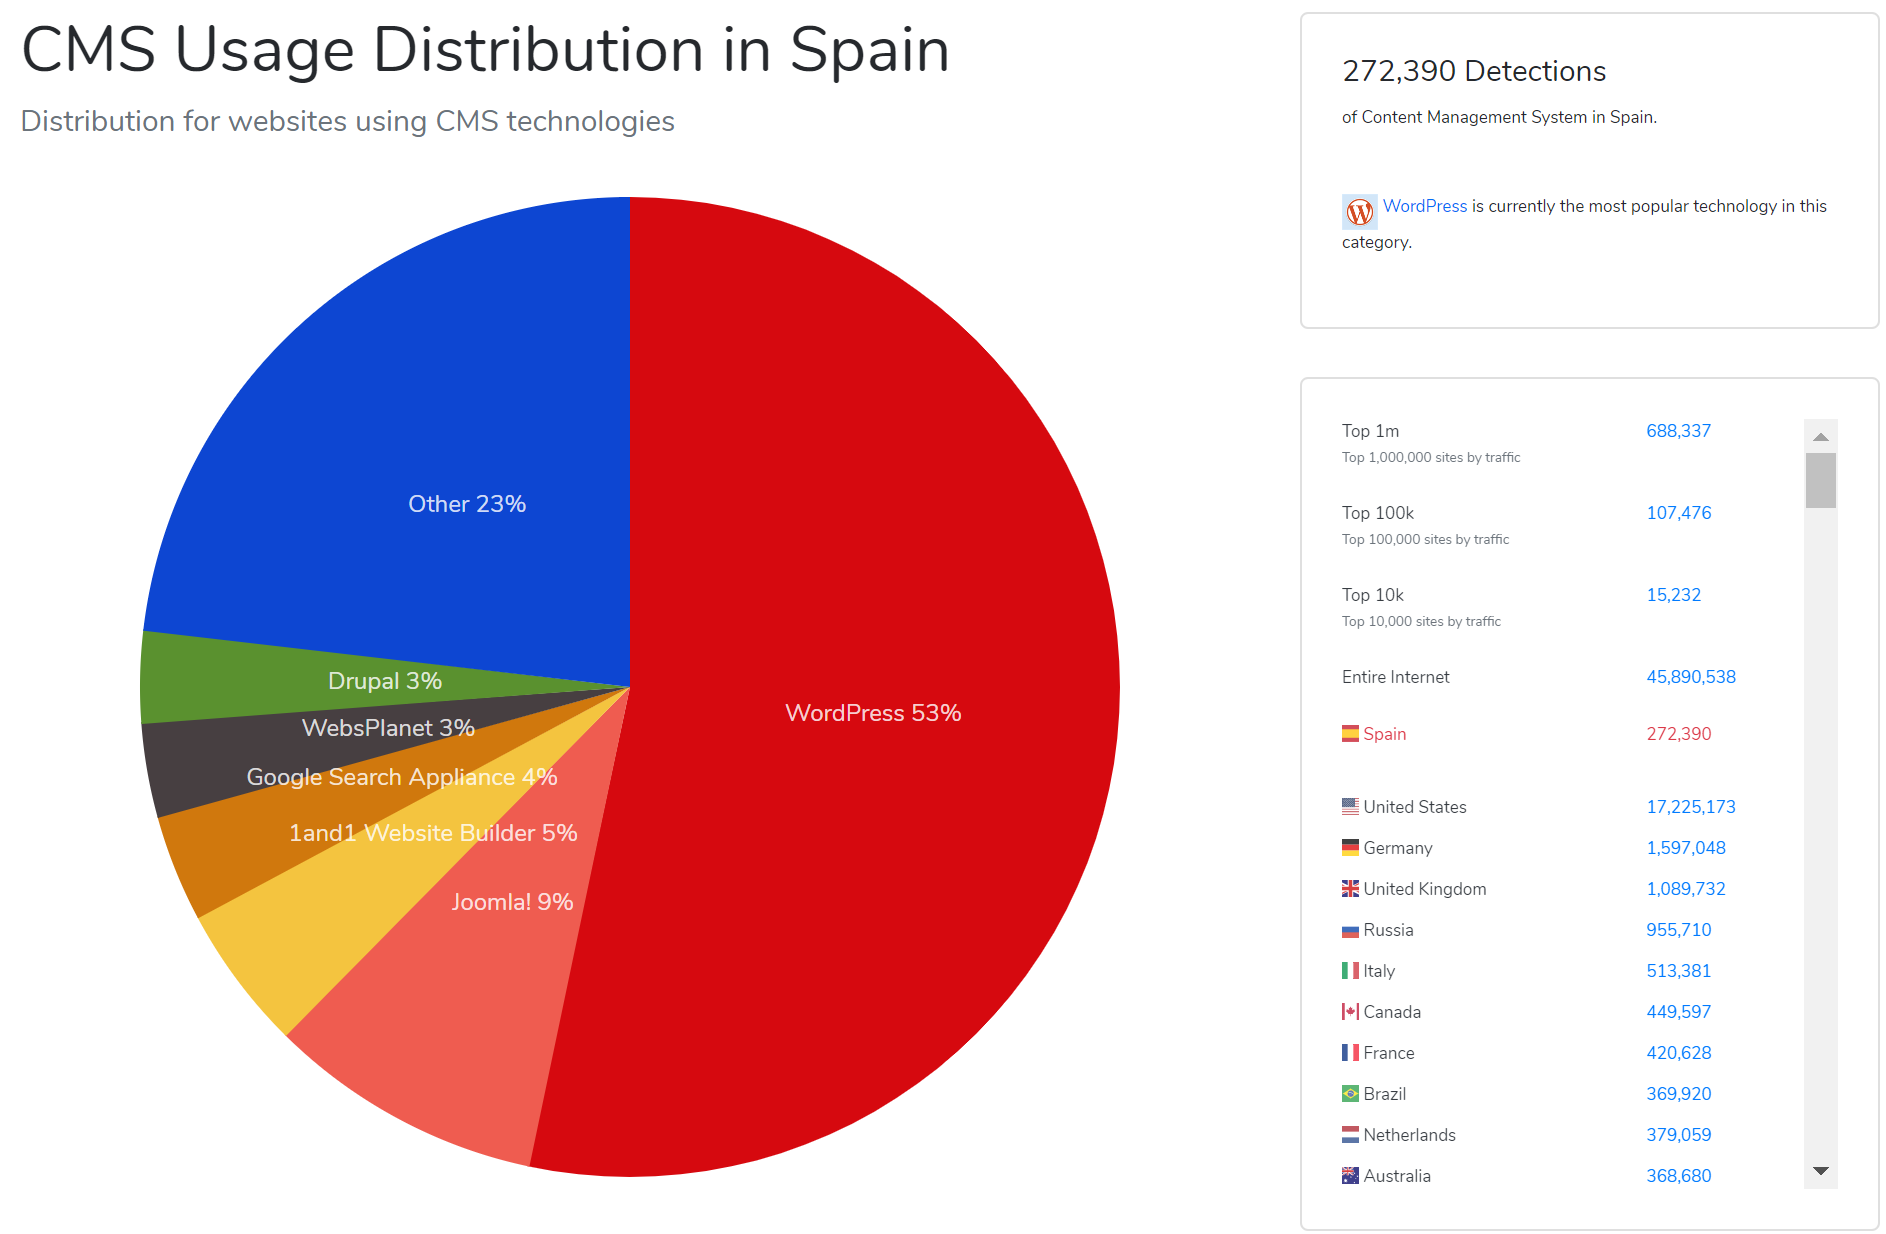 CMS Usage Distribution in Spain
Distribution for websites using CMS technologies
Other 23%
Drupal 3%
WebsPlanet 3%
Google Search Appliance 4%
1and1 Website Builder 5%
Joomla! 9%
WordPress 53%
272,390 Detections
of Content Management System in Spain.
WordPress is currently the most popular technology in this
category.
Top 1m 688,337
Top 1,000,000 sites by traffic
Top 100k 107,476
Top 100,000 sites by traffic
Top 10k 15,232
Top 10,000 sites by traffic
Entire Internet 45,890,538
Spain 272,390
United States 17,225,173
Germany 1,597,048
United Kingdom 1,089,732
Russia 955,710
Italy 513,381
Canada 449,597
France 420,628
Brazil 369,920
Netherlands 379,059
Australia 368,680